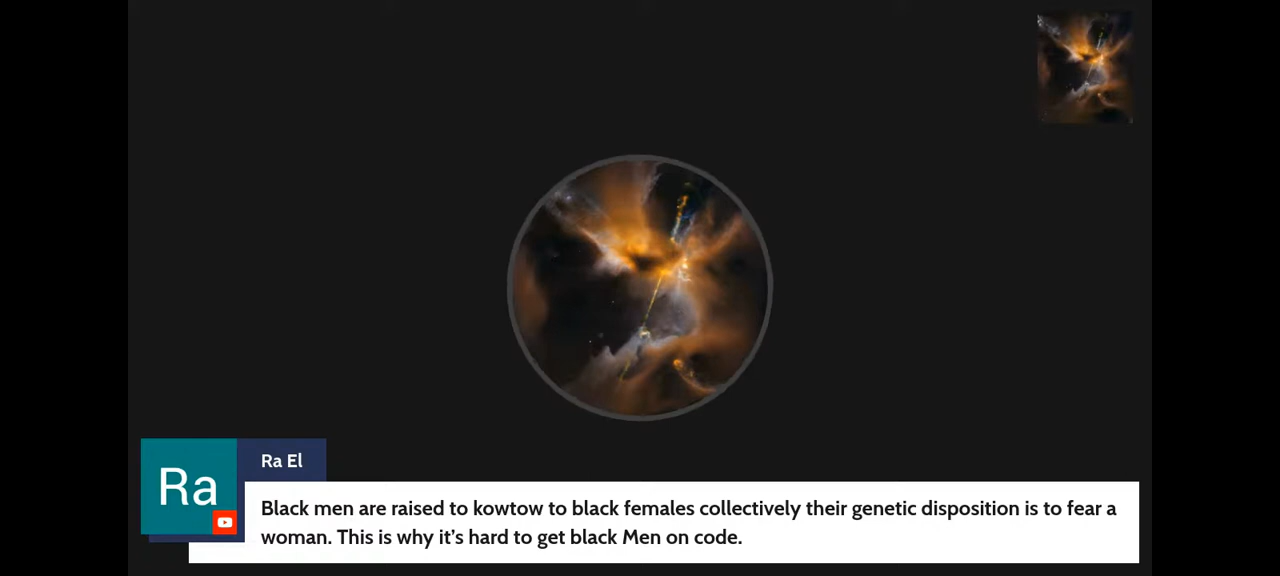 Ra El
Ra
Black men are raised to kowtow to black females collectively their genetic disposition is to fear a
woman. This is why it's hard to get black Men on code.